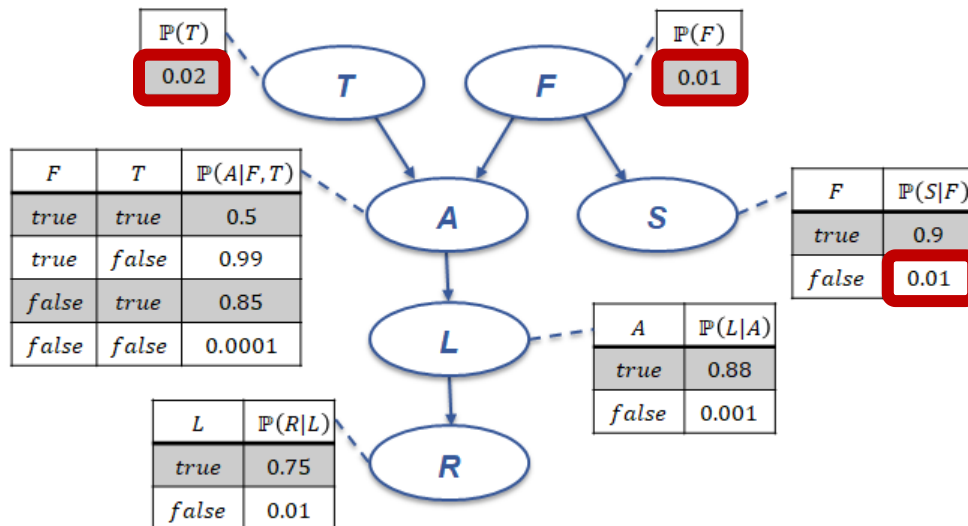 ℙ(T)
0.02
ℙ(F)
0.01
T
F
F T ℙ(A|F,T)
true true 0.5
true false 0.99
false true 0.85
false false 0.0001
A
S
F ℙ(S|F)
true 0.9
false 0.01
L
A ℙ(L|A)
true 0.88
false 0.001
L ℙ(R|L)
true 0.75
false 0.01
R